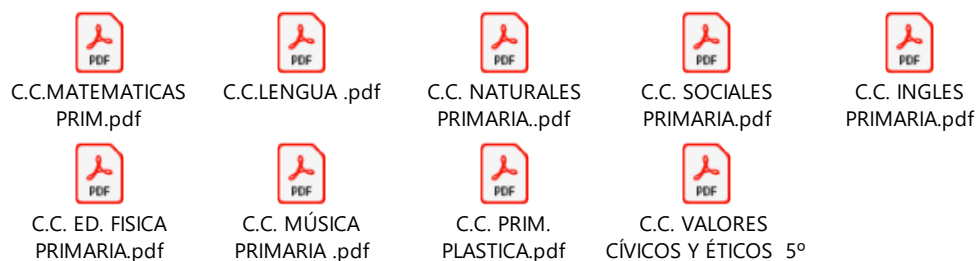 PDF PDF PDF PDF PDF
C.C.MATEMATICAS C.C.LENGUA .pdf C.C. NATURALES C.C. SOCIALES C.C. INGLES
PRIM.pdf PRIMARIA..pdf PRIMARIA.pdf PRIMARIA.pdf
PDF PDF PDF PDF
C.C. ED. FISICA C.C. MÚSICA C.C. PRIM. C.C. VALORES
PRIMARIA.pdf PRIMARIA .pdf PLASTICA.pdf CÍVICOS Y ÉTICOS 5º